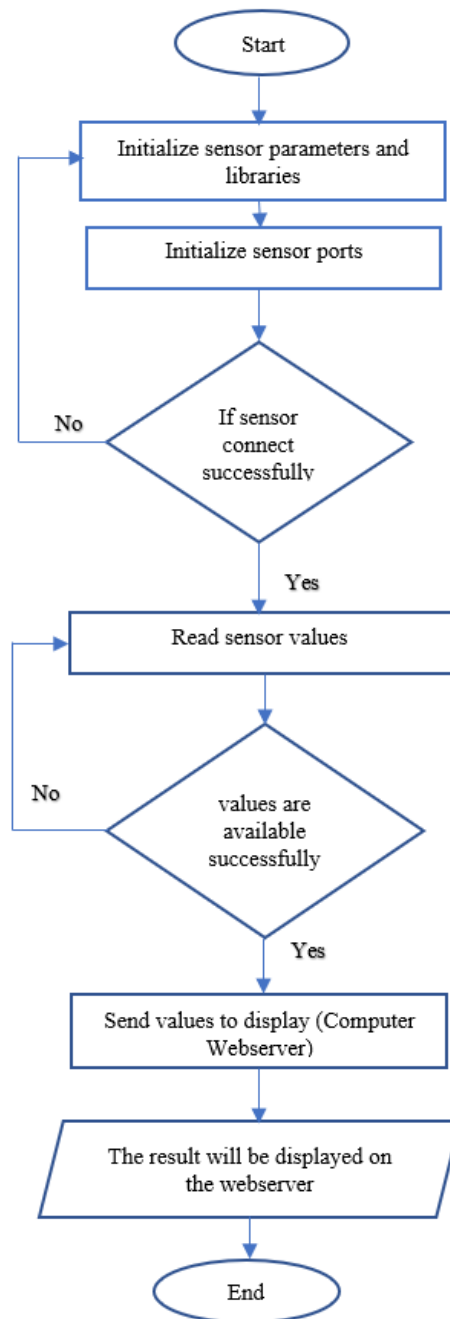 Start
Initialize sensor parameters and
libraries
Initialize sensor ports
If sensor
connect
successfully
No
Yes
Read sensor values
values are
available
successfully
No
Yes
Send values to display (Computer
Webserver)
The result will be displayed on
the webserver
End